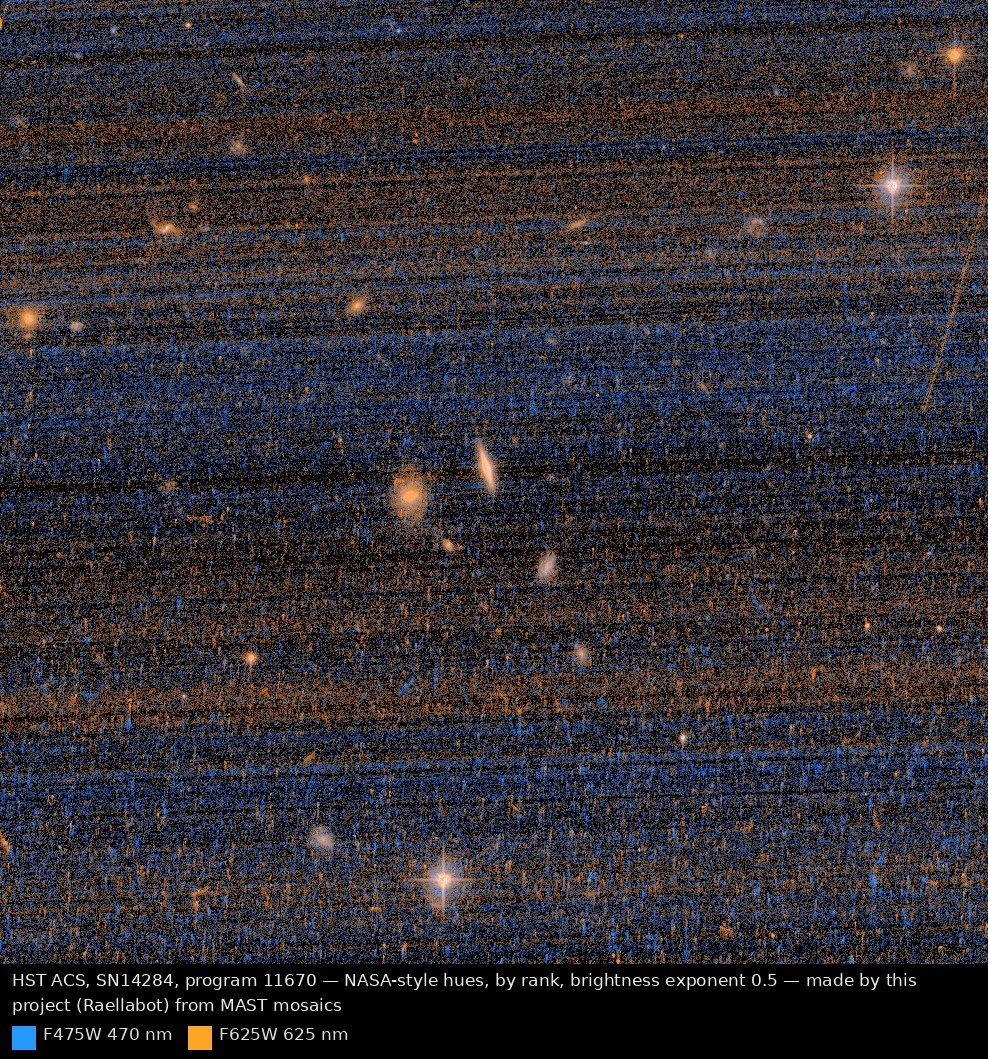 HST ACS, SN14284, program 11670 — NASA-style hues, by rank, brightness exponent 0.5 — made by this
project (Raellabot) from MAST mosaics
F475W 470 nm F625W 625 nm